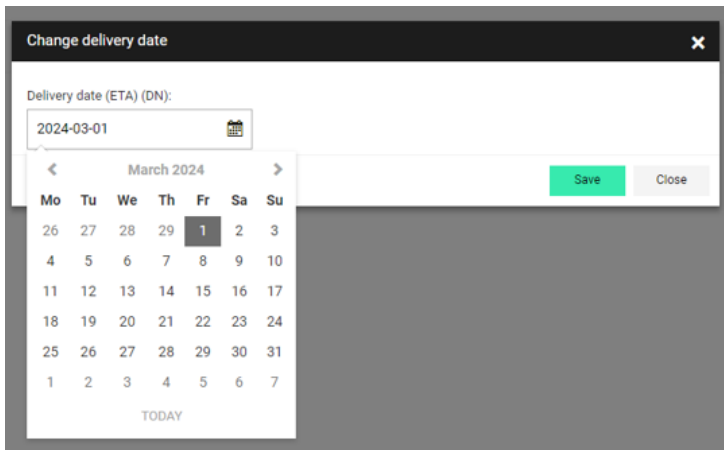 Change delivery date
Delivery date (ETA) (DN):
2024-03-01
March 2024
Mo Tu We Th Fr Sa Su
26 27 28 29 1 2 3
4 5 6 7 8 9 10
11 12 13 14 15 16 17
18 19 20 21 22 23 24
25 26 27 28 29 30 31
1 2 3 4 5 6 7
TODAY
Save Close